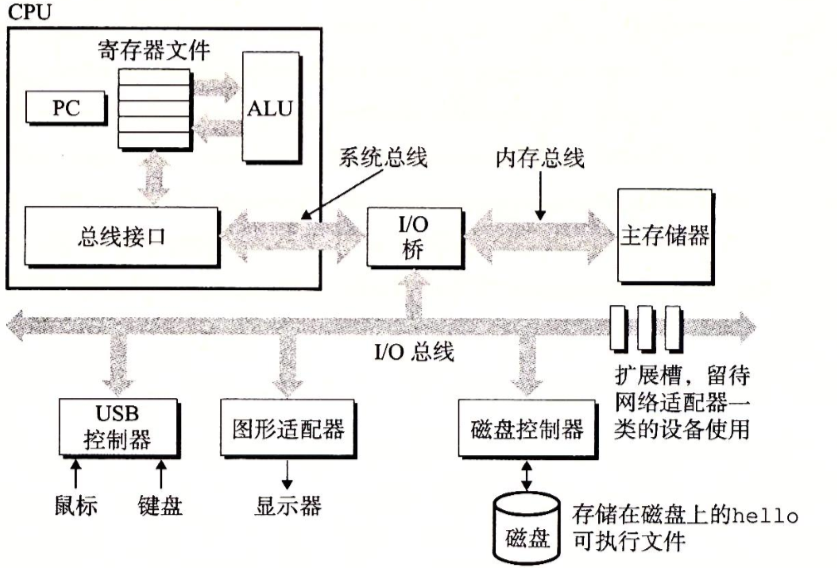 CPU
寄存器文件
PC
ALU
系统总线
内存总线
总线接口
I/O
桥
主存储器
I/O 总线
扩展槽，留待
网络适配器一
类的设备使用
USB
控制器
图形适配器
磁盘控制器
鼠标
键盘
显示器
磁盘
存储在磁盘上的hello
可执行文件